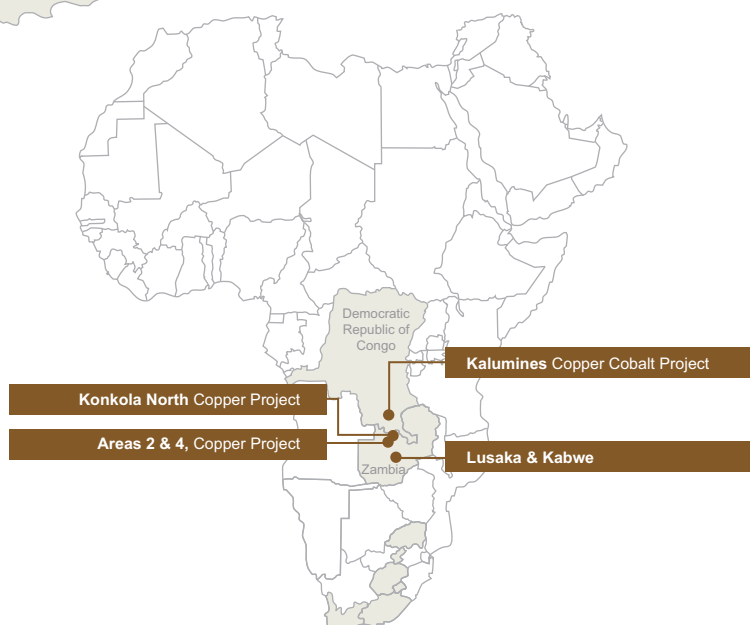 Democratic
Republic of
Congo
Kalumines Copper Cobalt Project
Konkola North Copper Project
Areas 2 & 4, Copper Project
Lusaka & Kabwe
Zambia